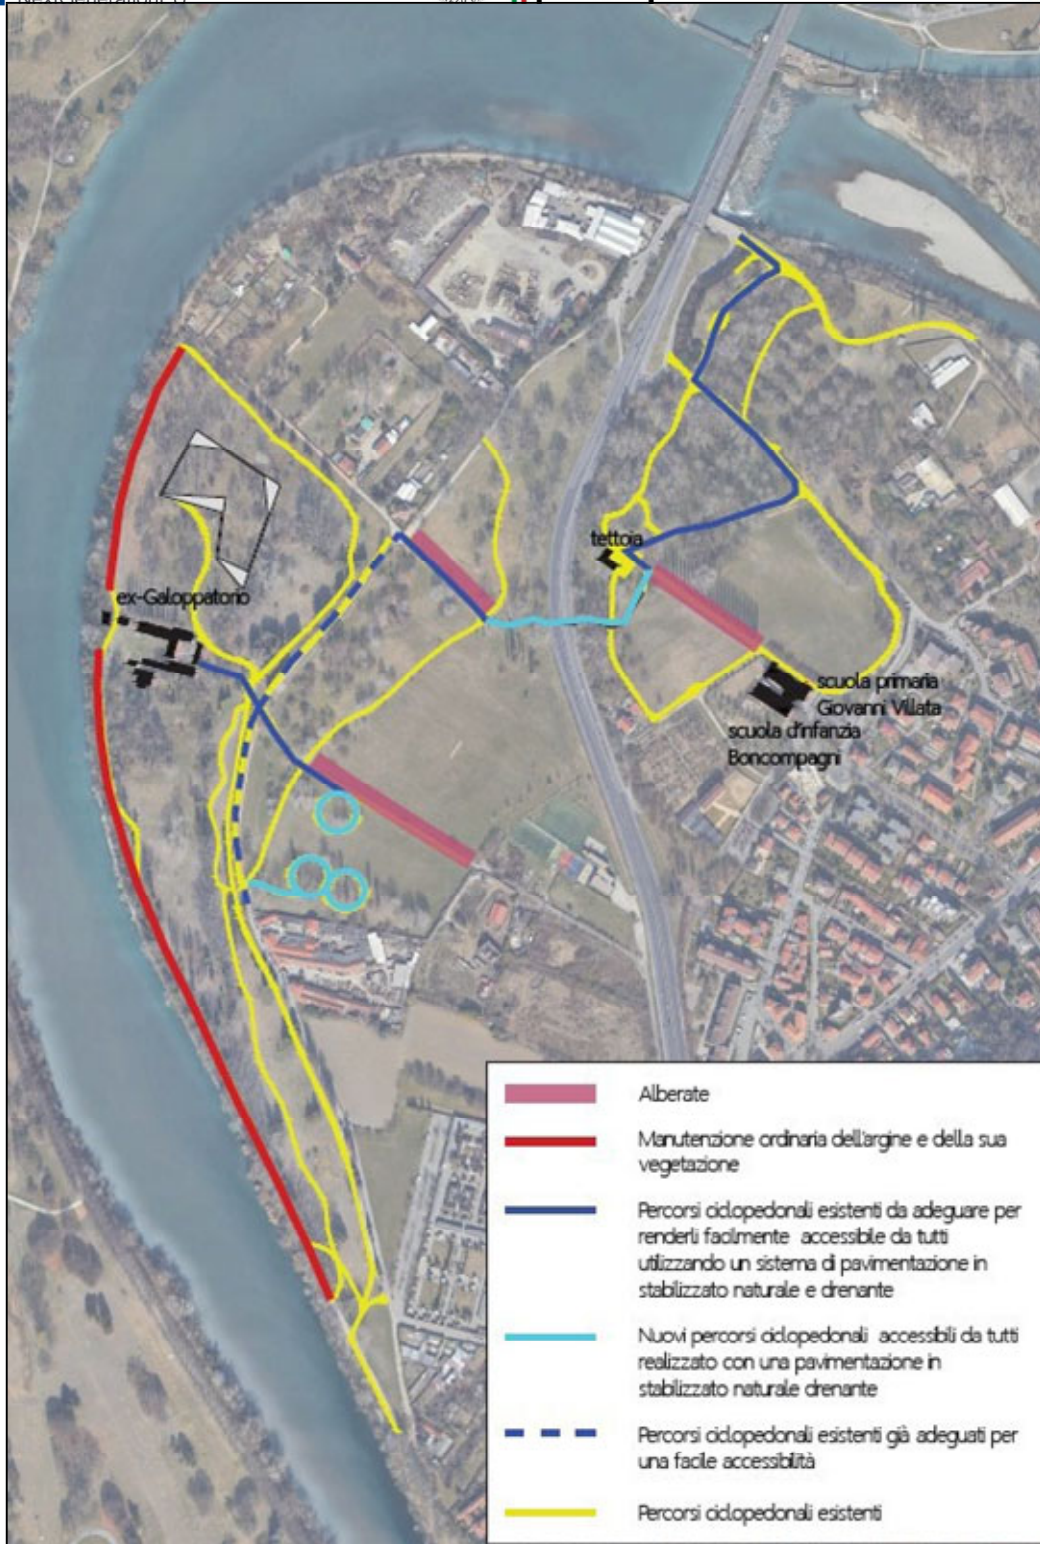 NextGenerationEU
ex-Galoppatorio
tettoia
scuola primaria
Giovanni Villata
scuola d'infanzia
Boncompagni
Alberate
Manutenzione ordinaria dell'argine e della sua
vegetazione
Percorsi ciclopedonali esistenti da adeguare per
renderli facilmente accessibile da tutti
utilizzando un sistema di pavimentazione in
stabilizzato naturale e drenante
Nuovi percorsi ciclopedonali accessibili da tutti
realizzato con una pavimentazione in
stabilizzato naturale drenante
Percorsi ciclopedonali esistenti già adeguati per
una facile accessibilità
Percorsi ciclopedonali esistenti